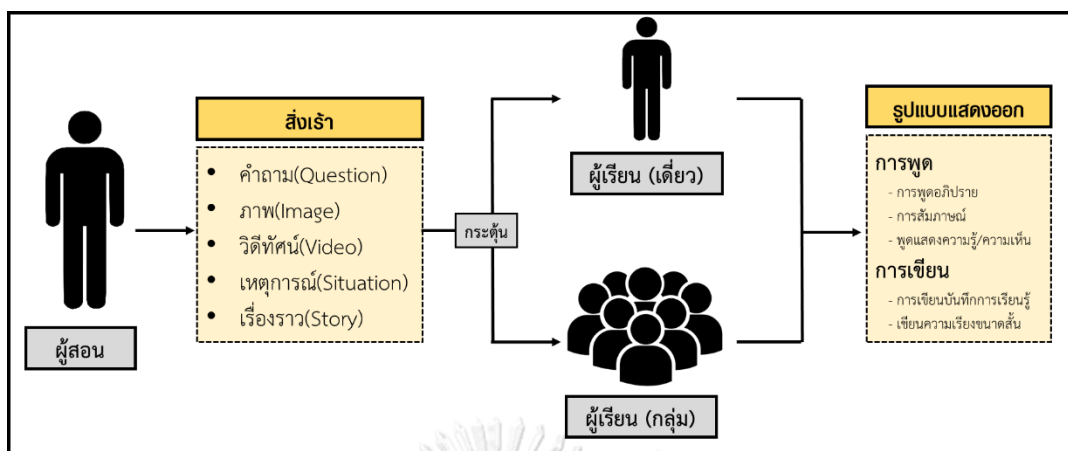 ผู้สอน
สิ่งเร้า
• คำถาม(Question)
• ภาพ(Image)
• วิดีทัศน์(Video)
• เหตุการณ์(Situation)
• เรื่องราว(Story)
กระตุ้น
ผู้เรียน (เดี่ยว)
ผู้เรียน (กลุ่ม)
รูปแบบแสดงออก
การพูด
- การพูดอภิปราย
- การสัมภาษณ์
- พูดแสดงความรู้/ความเห็น
การเขียน
- การเขียนบันทึกการเรียนรู้
- เขียนความเรียงขนาดสั้น